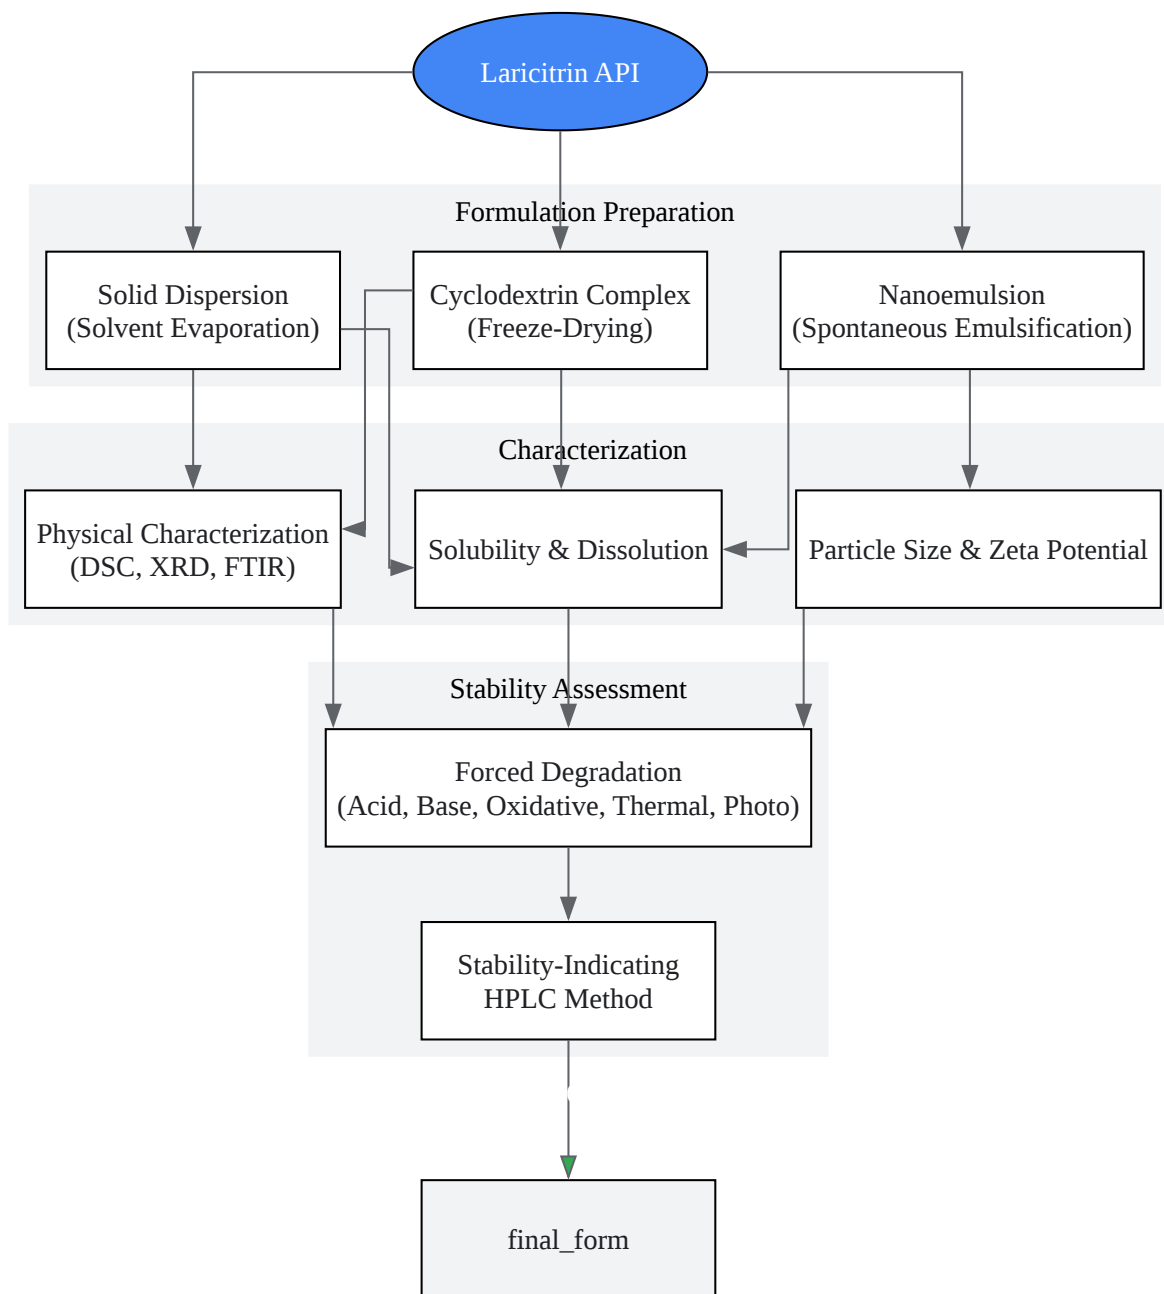 Laricitrin API
Formulation Preparation
Solid Dispersion
(Solvent Evaporation)
Cyclodextrin Complex
(Freeze-Drying)
Nanoemulsion
(Spontaneous Emulsification)
Characterization
Physical Characterization
(DSC, XRD, FTIR)
Solubility & Dissolution
Particle Size & Zeta Potential
Stability Assessment
Forced Degradation
(Acid, Base, Oxidative, Thermal, Photo)
Stability-Indicating
HPLC Method
final_form